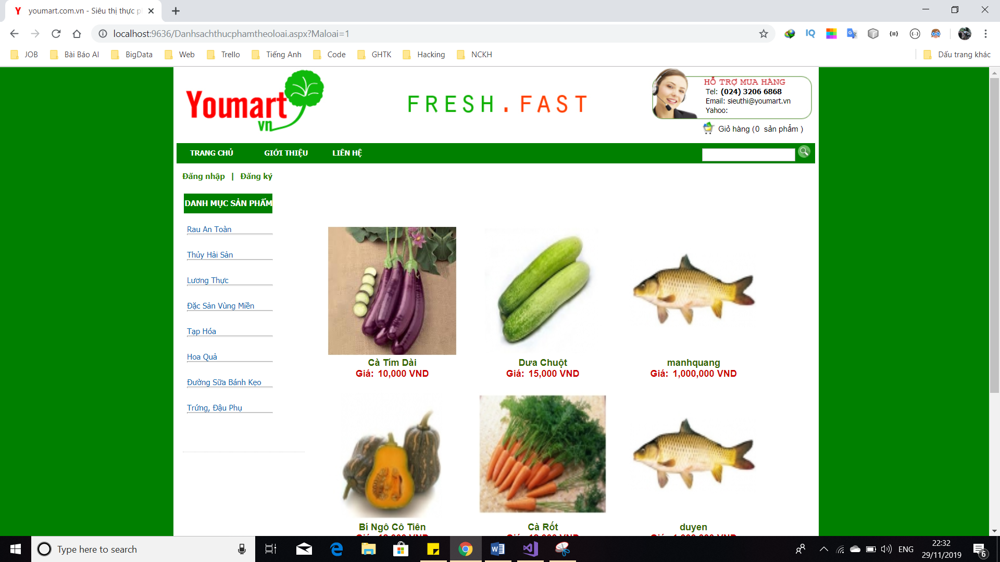 youmart.com.vn - Siêu thị thực p
localhost:9636/Danhsachthucphamtheoloai.aspx?Maloai=1
JOB Bài Báo AI BigData Web Trello Tiếng Anh Code GHTK Hacking NCKH Dấu trang khác
Youmart
vn
FRESH.FAST
HỖ TRỢ MUA HÀNG
Tel: (024) 3206 6868
Email: sieuthi@youmart.vn
Yahoo:
Giỏ hàng (0 sản phẩm )
TRANG CHỦ GIỚI THIỆU LIÊN HỆ
Đăng nhập | Đăng ký
DANH MỤC SẢN PHẨM
Rau An Toàn
Thủy Hải Sản
Lương Thực
Đặc Sản Vùng Miền
Tạp Hóa
Hoa Quả
Đường Sữa Bánh Kẹo
Trứng, Đậu Phụ
Cà Tím Dài
Giá: 10,000 VND
Dưa Chuột
Giá: 15,000 VND
manhquang
Giá: 1,000,000 VND
Bí Ngô Cô Tiên
Cà Rốt
duyen
Type here to search
ENG
22:32
29/11/2019
6